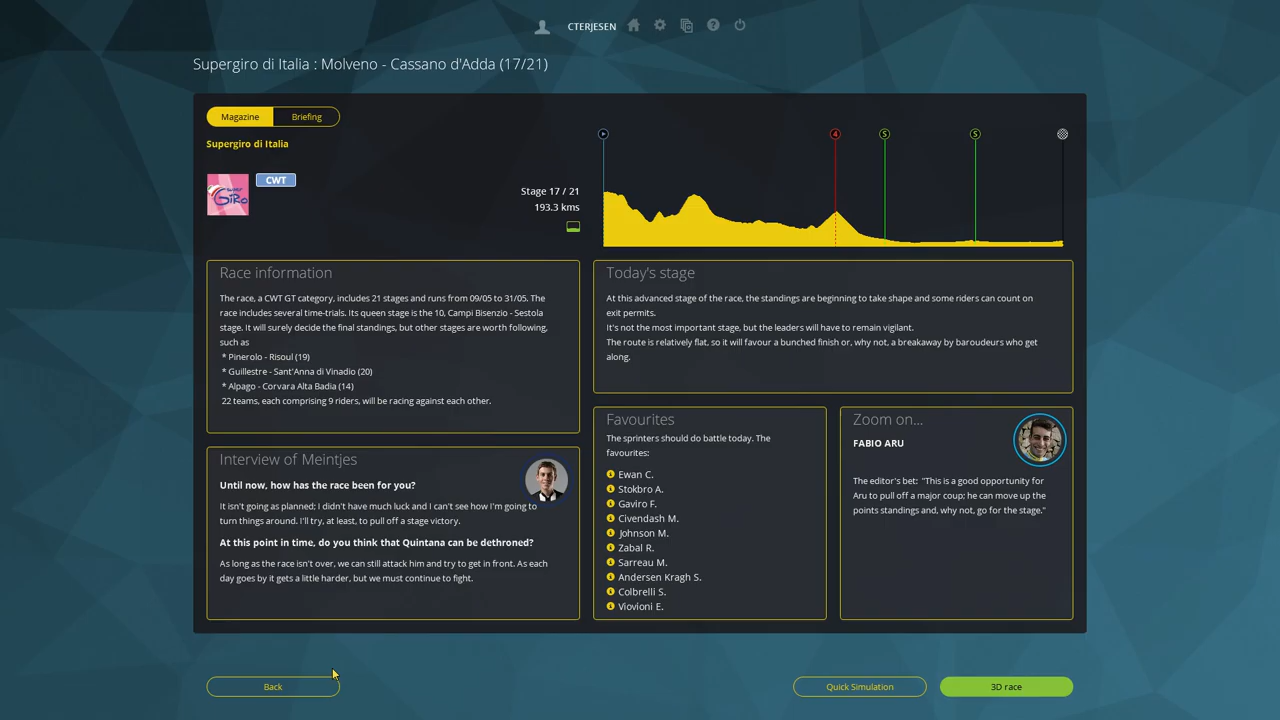 CTERJESEN
Supergiro di Italia : Molveno - Cassano d'Adda (17/21)
Magazine
Briefing
Supergiro di Italia
CWT
GIRO
Stage 17 / 21
193.3 kms
4
S
S
Race information
The race, a CWT GT category, includes 21 stages and runs from 09/05 to 31/05. The
race includes several time-trials. Its queen stage is the 10, Campi Bisenzio - Sestola
stage. It will surely decide the final standings, but other stages are worth following,
such as
* Pinerolo - Risoul (19)
* Guillestre - Sant'Anna di Vinadio (20)
* Alpago - Corvara Alta Badia (14)
22 teams, each comprising 9 riders, will be racing against each other.
Today's stage
At this advanced stage of the race, the standings are beginning to take shape and some riders can count on
exit permits.
It's not the most important stage, but the leaders will have to remain vigilant.
The route is relatively flat, so it will favour a bunched finish or, why not, a breakaway by baroudeurs who get
along.
Interview of Meintjes
Until now, how has the race been for you?
It isn't going as planned; I didn't have much luck and I can't see how I'm going to
turn things around. I'll try, at least, to pull off a stage victory.
At this point in time, do you think that Quintana can be dethroned?
As long as the race isn't over, we can still attack him and try to get in front. As each
day goes by it gets a little harder, but we must continue to fight.
Favourites
The sprinters should do battle today. The
favourites:
Ewan C.
Stokbro A.
Gaviro F.
Civendash M.
Johnson M.
Zabal R.
Sarreau M.
Andersen Kragh S.
Colbrelli S.
Viovioni E.
Zoom on...
FABIO ARU
The editor's bet: "This is a good opportunity for
Aru to pull off a major coup; he can move up the
points standings and, why not, go for the stage."
Back
Quick Simulation
3D race